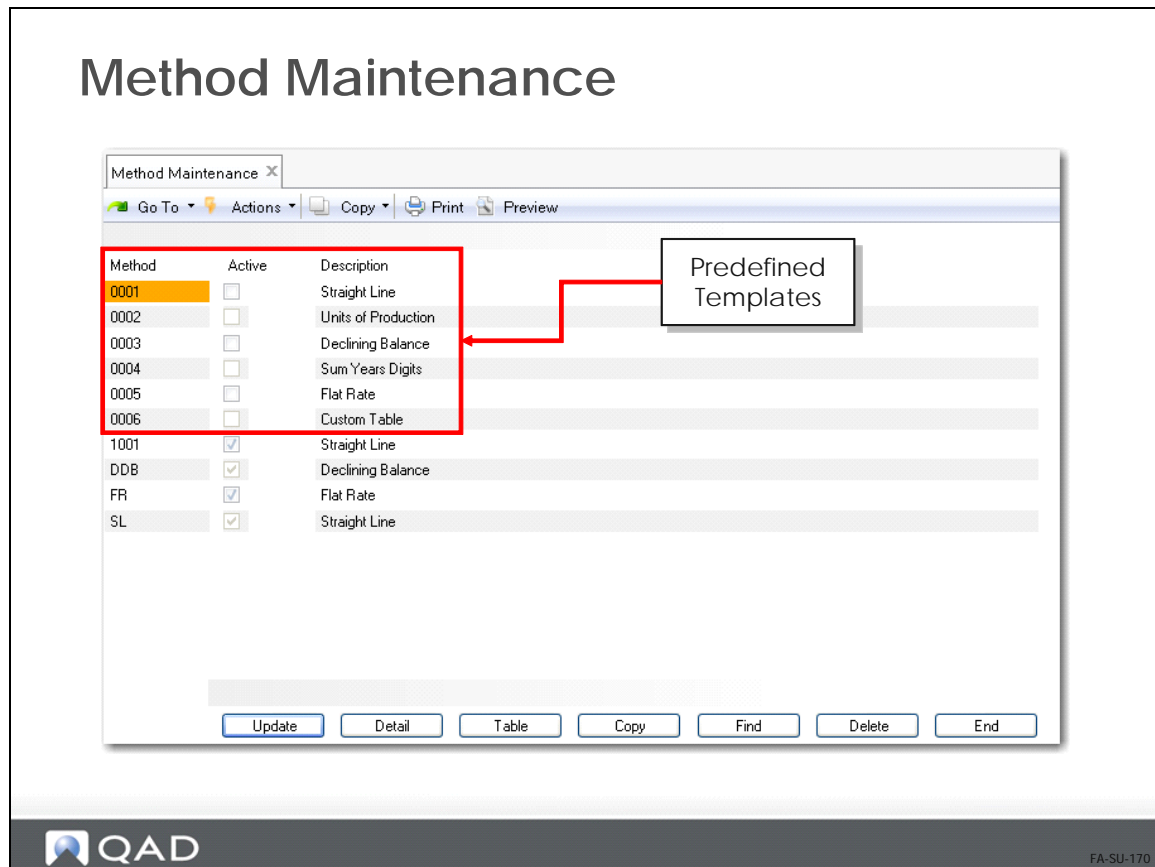 Method Maintenance
Method Maintenance X
Go To Actions Copy Print Preview
Method Active Description
0001 Straight Line
0002 Units of Production
0003 Declining Balance
0004 Sum Years Digits
0005 Flat Rate
0006 Custom Table
1001 Straight Line
DDB Declining Balance
FR Flat Rate
SL Straight Line
Predefined
Templates
Update Detail Table Copy Find Delete End
QAD
FA-SU-170